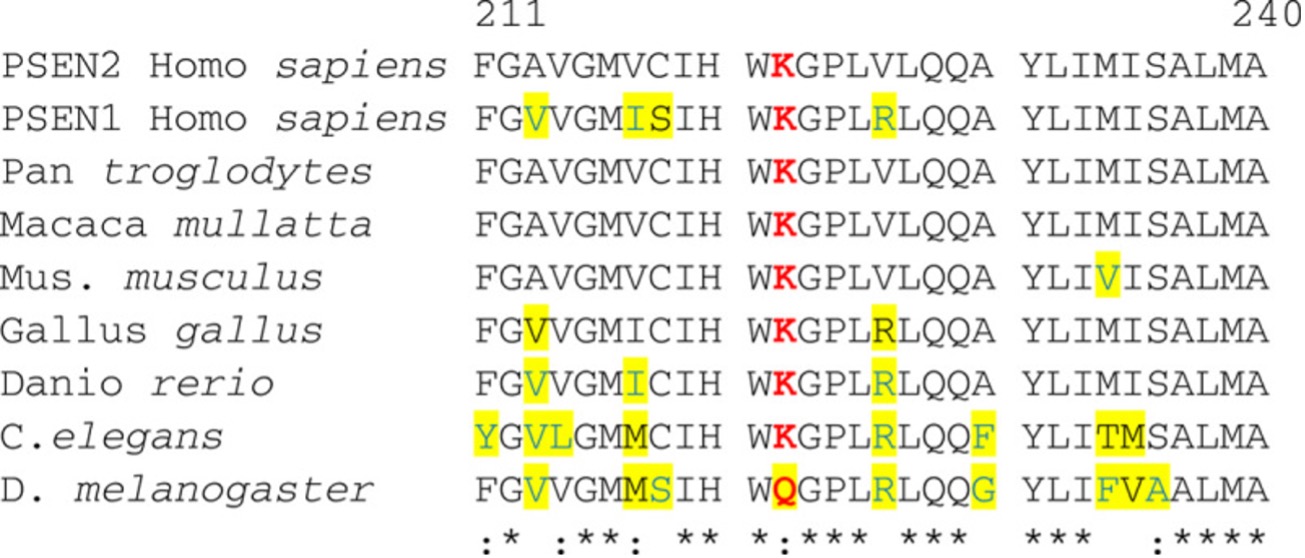 211 240
PSEN2 Homo sapiens FGAVGMVCIH WKGPLVLQQA YLIMISALMA
PSEN1 Homo sapiens FGVVGMISIH WKGPLRLQQA YLIMISALMA
Pan troglodytes FGAVGMVCIH WKGPLVLQQA YLIMISALMA
Macaca mullatta FGAVGMVCIH WKGPLVLQQA YLIMISALMA
Mus. musculus FGAVGMVCIH WKGPLVLQQA YLIVISALMA
Gallus gallus FGVVGMICIH WKGPLRLQQA YLIMISALMA
Danio rerio FGVVGMICIH WKGPLRLQQA YLIMISALMA
C.elegans YGVLGMMCIH WKGPLRLQQF YLITMSALMA
D. melanogaster FGVVGMMSIH WQGPLRLQQG YLIFVAALMA
:* :**: ** *:*** *** *** :****